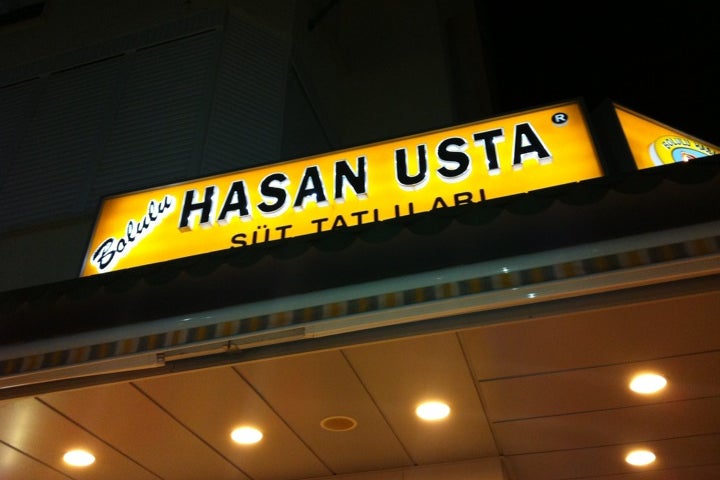 Bolulu HASAN USTA ®
SÜT TATLILARI